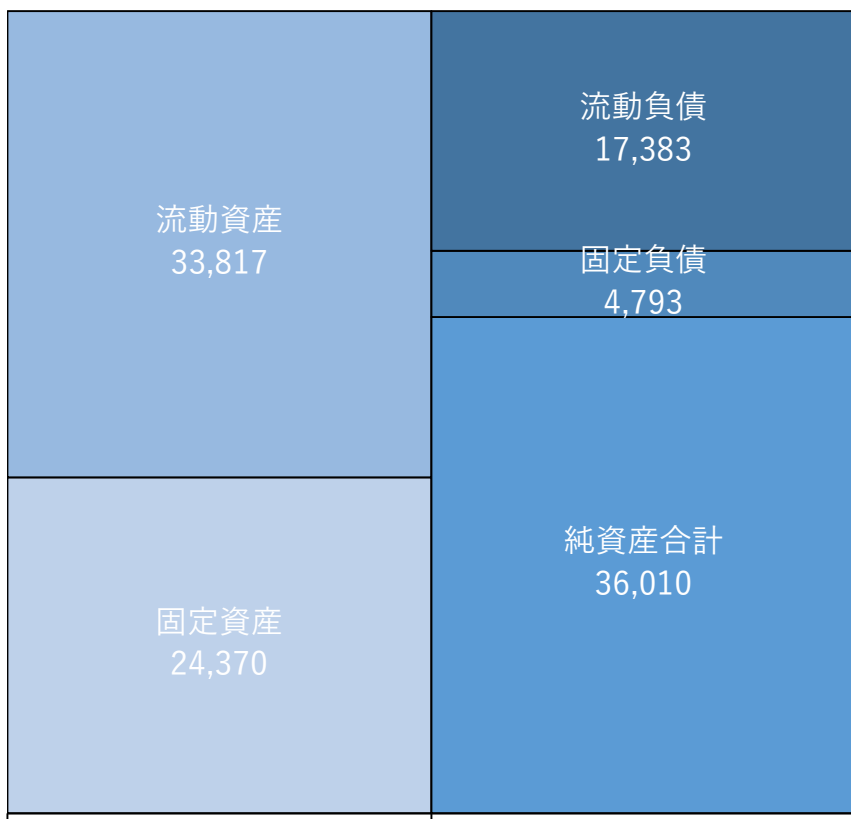 流動資産
33,817
固定資産
24,370
流動負債
17,383
固定負債
4,793
純資産合計
36,010